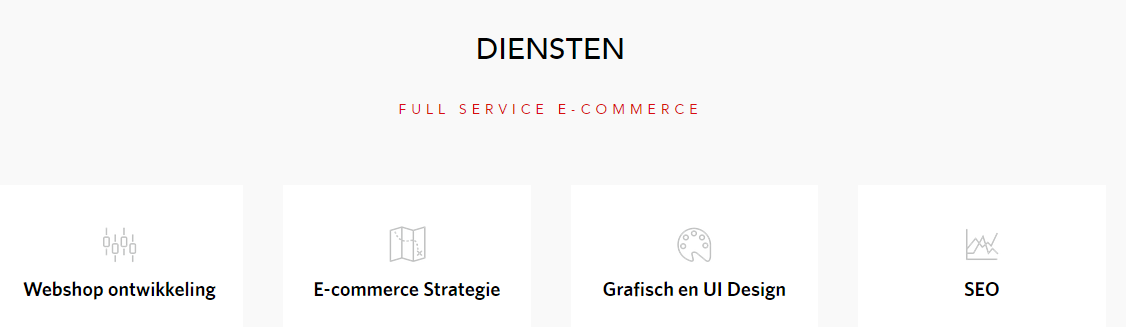 DIENSTEN
FULL SERVICE E-COMMERCE
Webshop ontwikkeling
E-commerce Strategie
Grafisch en UI Design
SEO